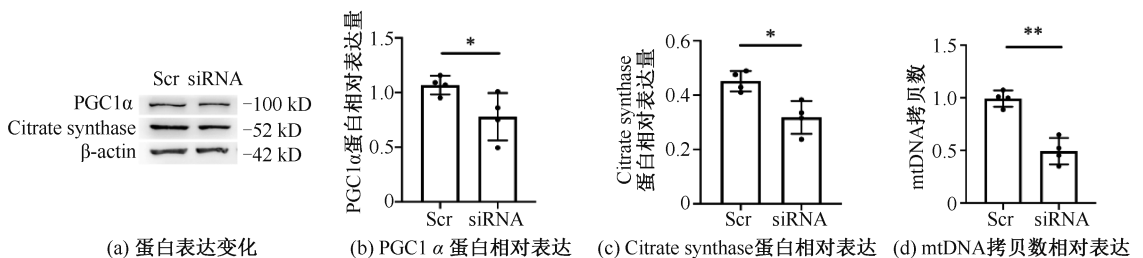 Scr siRNA
PGC1α
-100 kD
Citrate synthase
-52 kD
β-actin
-42 kD
(a) 蛋白表达变化
PGC1α蛋白相对表达量
1.5
1.0
0.5
0
*
Scr siRNA
(b) PGC1 α 蛋白相对表达
Citrate synthase
蛋白相对表达量
0.6
0.4
0.2
0
*
Scr siRNA
(c) Citrate synthase蛋白相对表达
mtDNA拷贝数
1.5
1.0
0.5
0
**
Scr siRNA
(d) mtDNA拷贝数相对表达